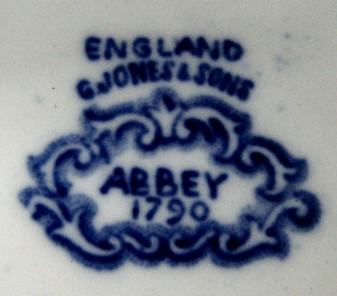 ENGLAND
G. JONES & SONS
ABBEY
1790